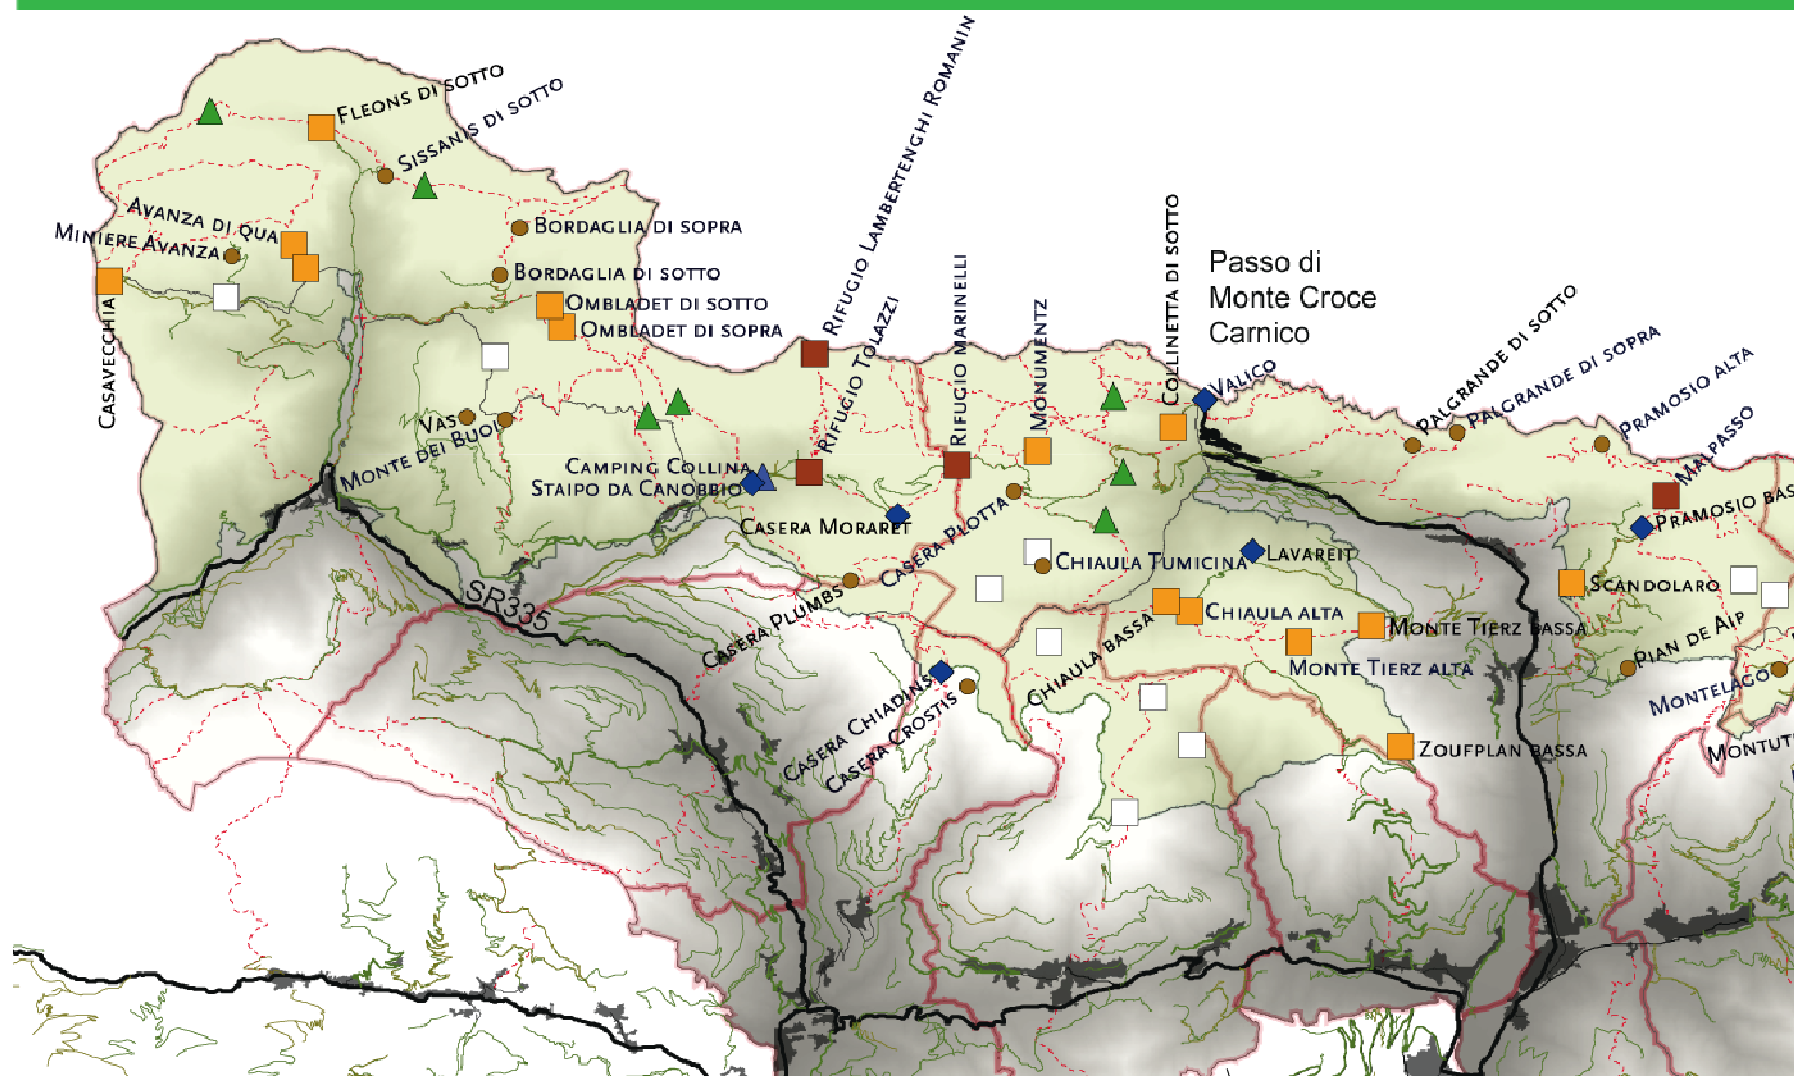 Rifugio Lambertenghi Romanin
Fleons di sotto
Sissanis di sotto
Avanza di qua
Miniere Avanza
Bordaglia di sopra
Bordaglia di sotto
Ombladet di sotto
Ombladet di sopra
Casavecchia
Rifugio Tolazzi
Rifugio Marinelli
Monumentz
Collinetta di sotto
Passo di
Monte Croce
Carnico
Valico
Palgrande di sotto
Palgrande di sopra
Pramosio alta
Malpasso
Pramosio bas
Vas
Monte dei Buoi
Camping Collina
Staipo da Canobbio
Casera Moraret
Casera Plotta
Chiaula Tumicina
Lavareit
Scandolaro
SR335
Casera Plumbs
Chiaula bassa
Chiaula alta
Monte Tierz bassa
Monte Tierz alta
Pian de Alp
Montelago
Casera Chiadins
Casera Crostis
Zoufplan bassa
Montut